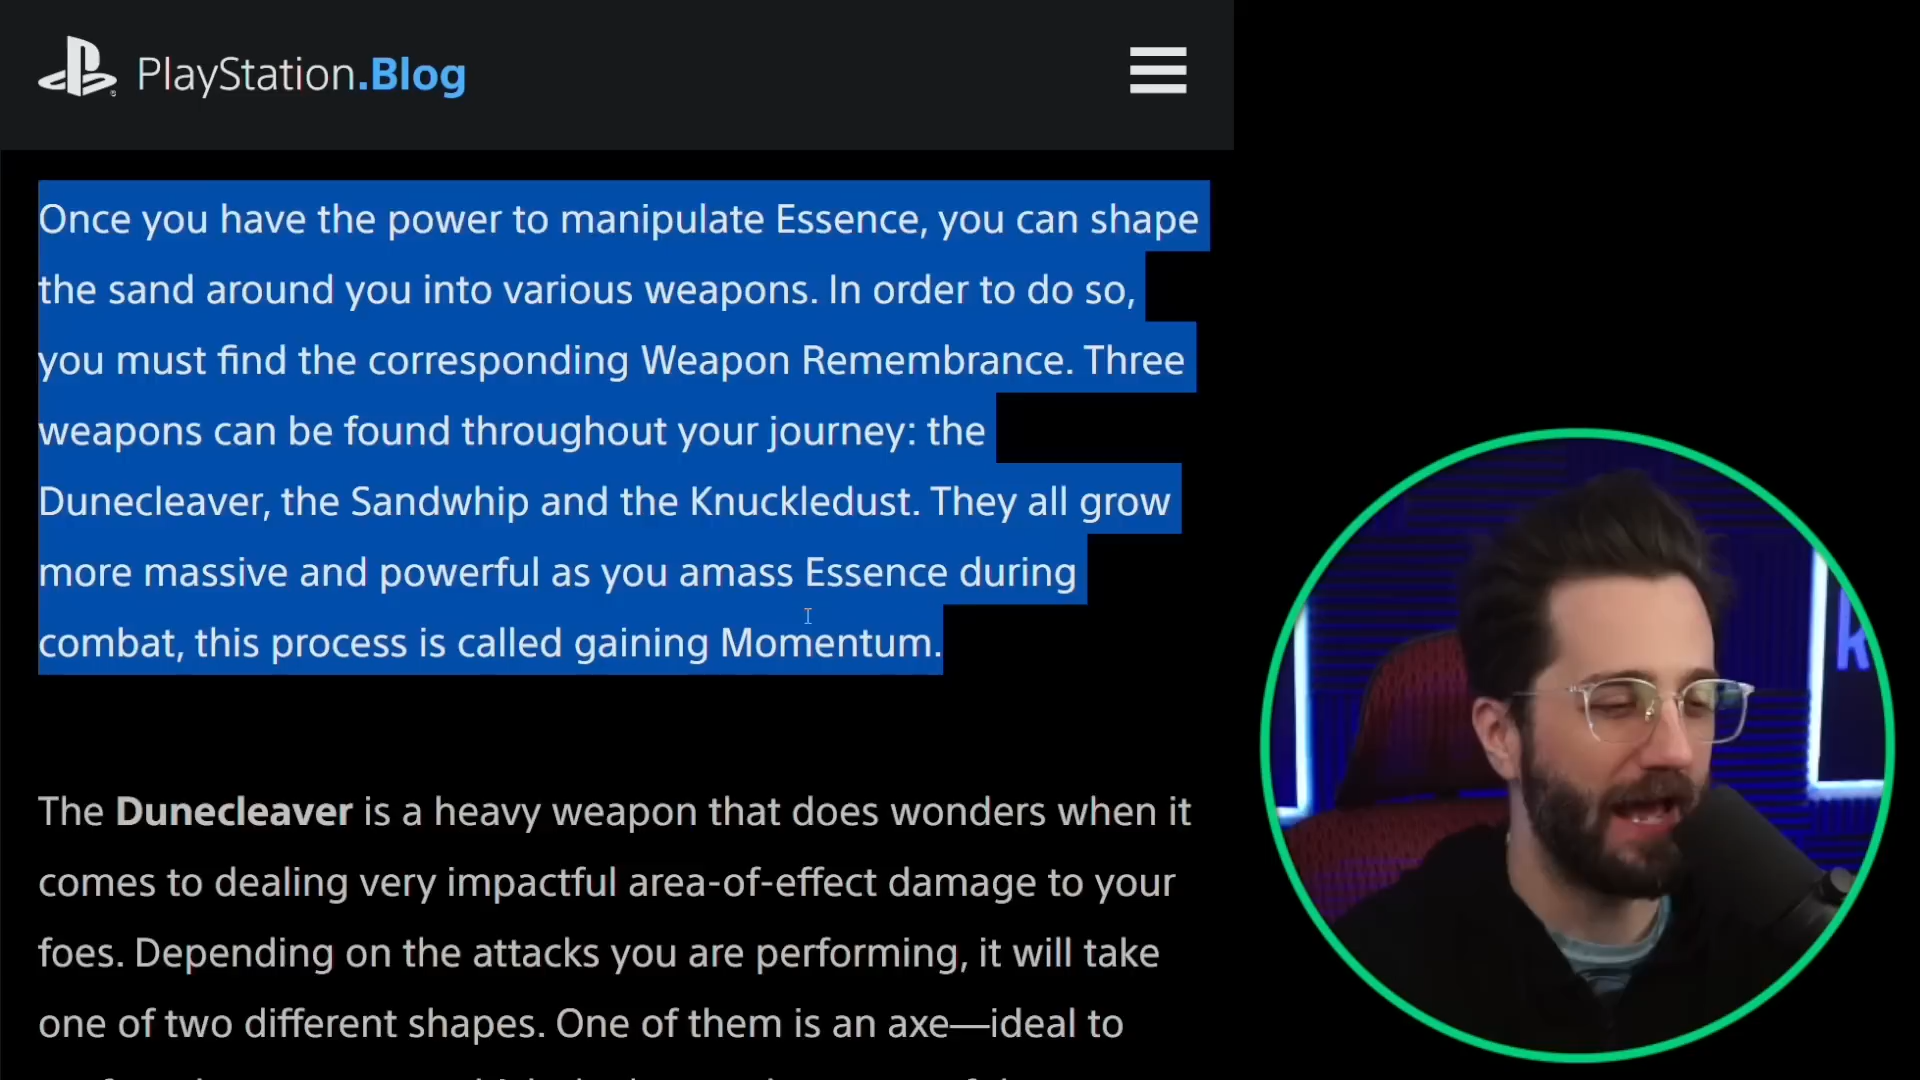 PlayStation.Blog
Once you have the power to manipulate Essence, you can shape
the sand around you into various weapons. In order to do so,
you must find the corresponding Weapon Remembrance. Three
weapons can be found throughout your journey: the
Dunecleaver, the Sandwhip and the Knuckledust. They all grow
more massive and powerful as you amass Essence during
combat, this process is called gaining Momentum.
The Dunecleaver is a heavy weapon that does wonders when it
comes to dealing very impactful area-of-effect damage to your
foes. Depending on the attacks you are performing, it will take
one of two different shapes. One of them is an axe—ideal to